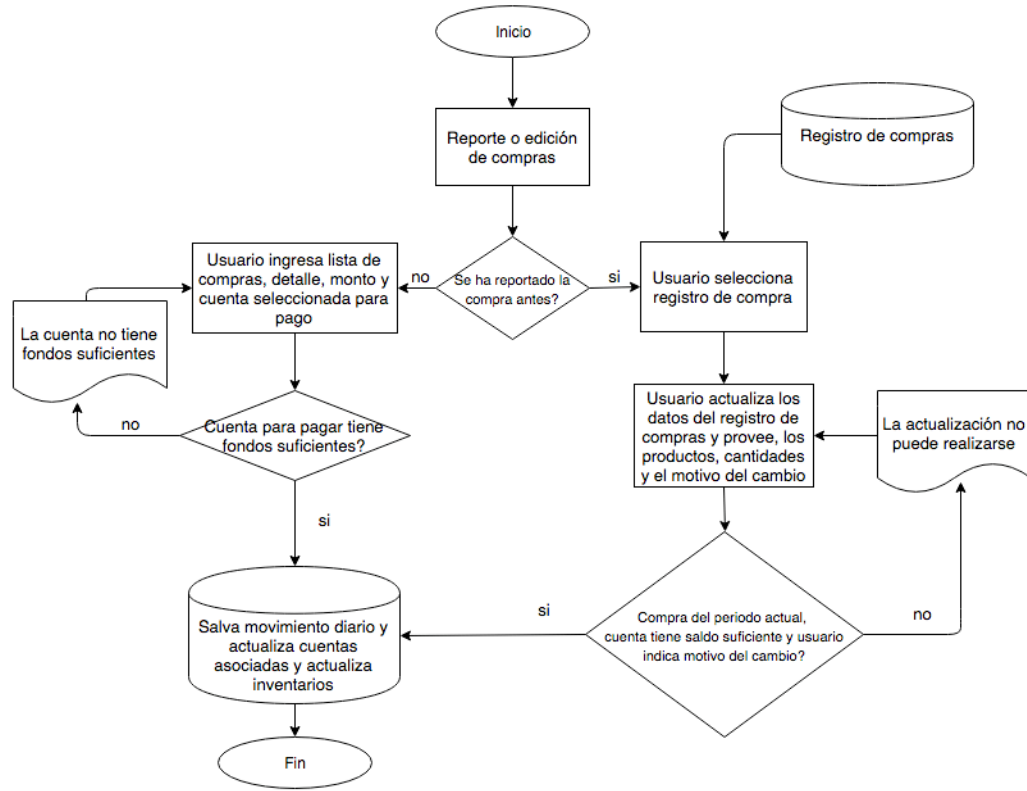 Inicio
Reporte o edición
de compras
Registro de compras
Se ha reportado la
compra antes?
no
si
Usuario ingresa lista de
compras, detalle, monto y
cuenta seleccionada para
pago
Usuario selecciona
registro de compra
La cuenta no tiene
fondos suficientes
Cuenta para pagar tiene
fondos suficientes?
no
si
Usuario actualiza los
datos del registro de
compras y provee, los
productos, cantidades
y el motivo del cambio
La actualización no
puede realizarse
Compra del periodo actual,
cuenta tiene saldo suficiente y usuario
indica motivo del cambio?
si
no
Salva movimiento diario y
actualiza cuentas
asociadas y actualiza
inventarios
Fin